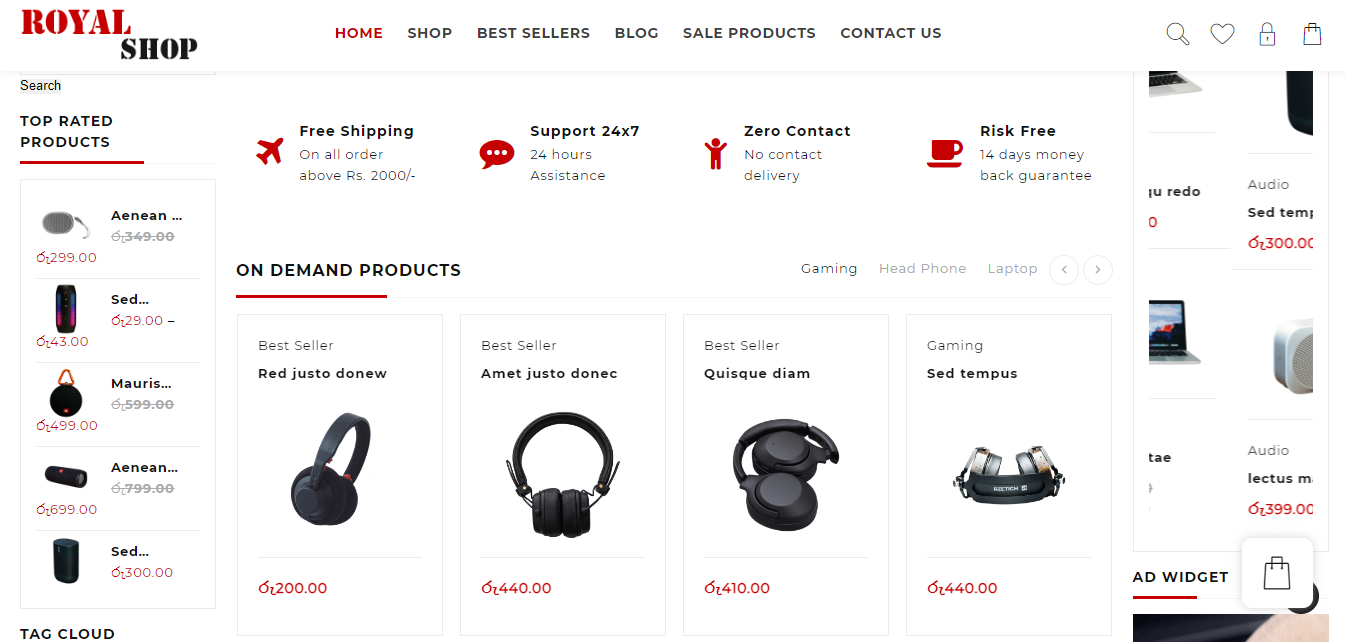 ROYAL
SHOP
HOME SHOP BEST SELLERS BLOG SALE PRODUCTS CONTACT US
Search
TOP RATED
PRODUCTS
Aenean ...
රු349.00
රු299.00
Sed...
රු29.00 –
රු43.00
Mauris...
රු599.00
රු499.00
Aenean...
රු799.00
රු699.00
Sed...
රු300.00
TAG CLOUD
Free Shipping
On all order
above Rs. 2000/-
Support 24x7
24 hours
Assistance
Zero Contact
No contact
delivery
Risk Free
14 days money
back guarantee
ON DEMAND PRODUCTS
Gaming Head Phone Laptop
Best Seller
Red justo donew
රු200.00
Best Seller
Amet justo donec
රු440.00
Best Seller
Quisque diam
රු410.00
Gaming
Sed tempus
RZETICH
රු440.00
redo
Audio
Sed
රු300.00
Audio
lectus
රු399.00
AD WIDGET